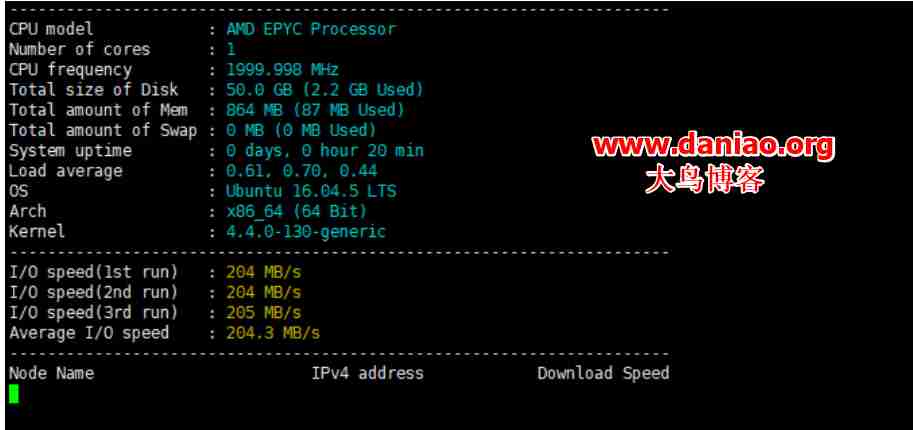 ----------------------------------------------------------------------
CPU model            : AMD EPYC Processor
Number of cores      : 1
CPU frequency        : 1999.998 MHz
Total size of Disk   : 50.0 GB (2.2 GB Used)
Total amount of Mem  : 864 MB (87 MB Used)
Total amount of Swap : 0 MB (0 MB Used)
System uptime        : 0 days, 0 hour 20 min
www.daniao.org
Load average         : 0.61, 0.70, 0.44
大鸟博客
OS                   : Ubuntu 16.04.5 LTS
Arch                 : x86_64 (64 Bit)
Kernel               : 4.4.0-130-generic
----------------------------------------------------------------------
I/O speed(1st run)   : 204 MB/s
I/O speed(2nd run)   : 204 MB/s
I/O speed(3rd run)   : 205 MB/s
Average I/O speed    : 204.3 MB/s
----------------------------------------------------------------------
Node Name                       IPv4 address            Download Speed